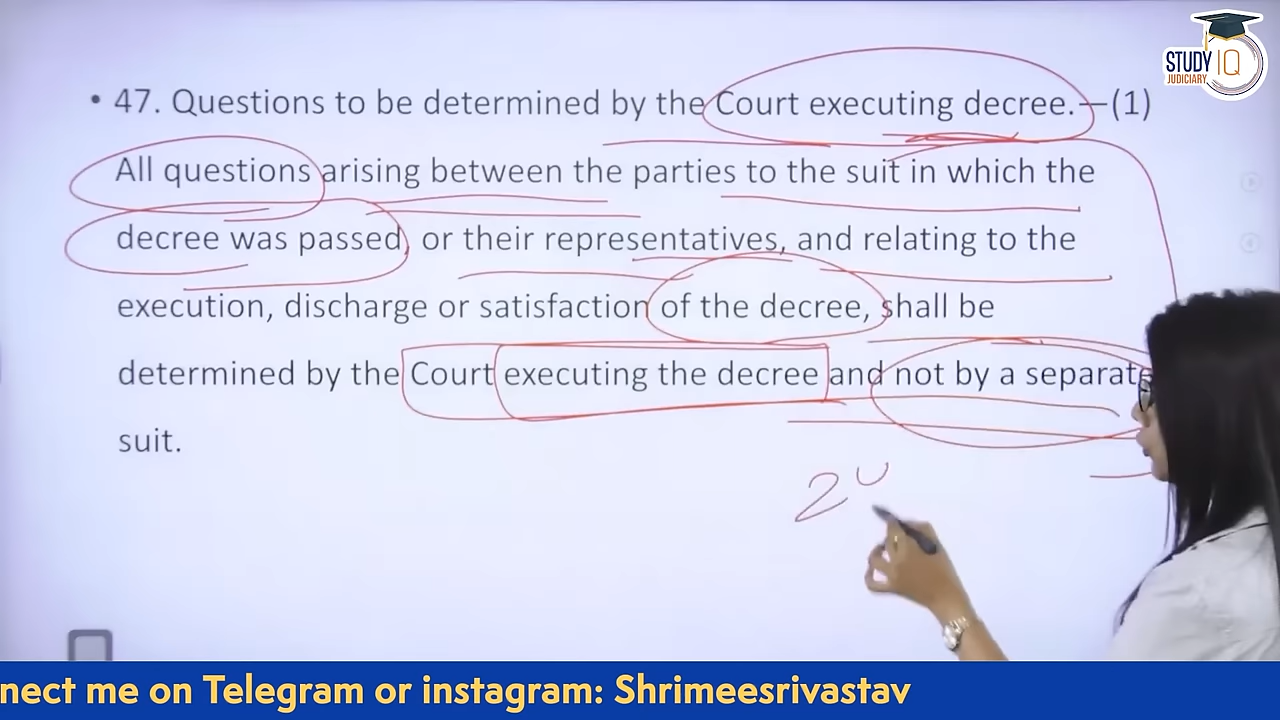 STUDY IQ
JUDICIARY
• 47. Questions to be determined by the Court executing decree.—(1)
All questions arising between the parties to the suit in which the
decree was passed, or their representatives, and relating to the
execution, discharge or satisfaction of the decree, shall be
determined by the Court executing the decree and not by a separate
suit.
nect me on Telegram or instagram: Shrimeesrivastav